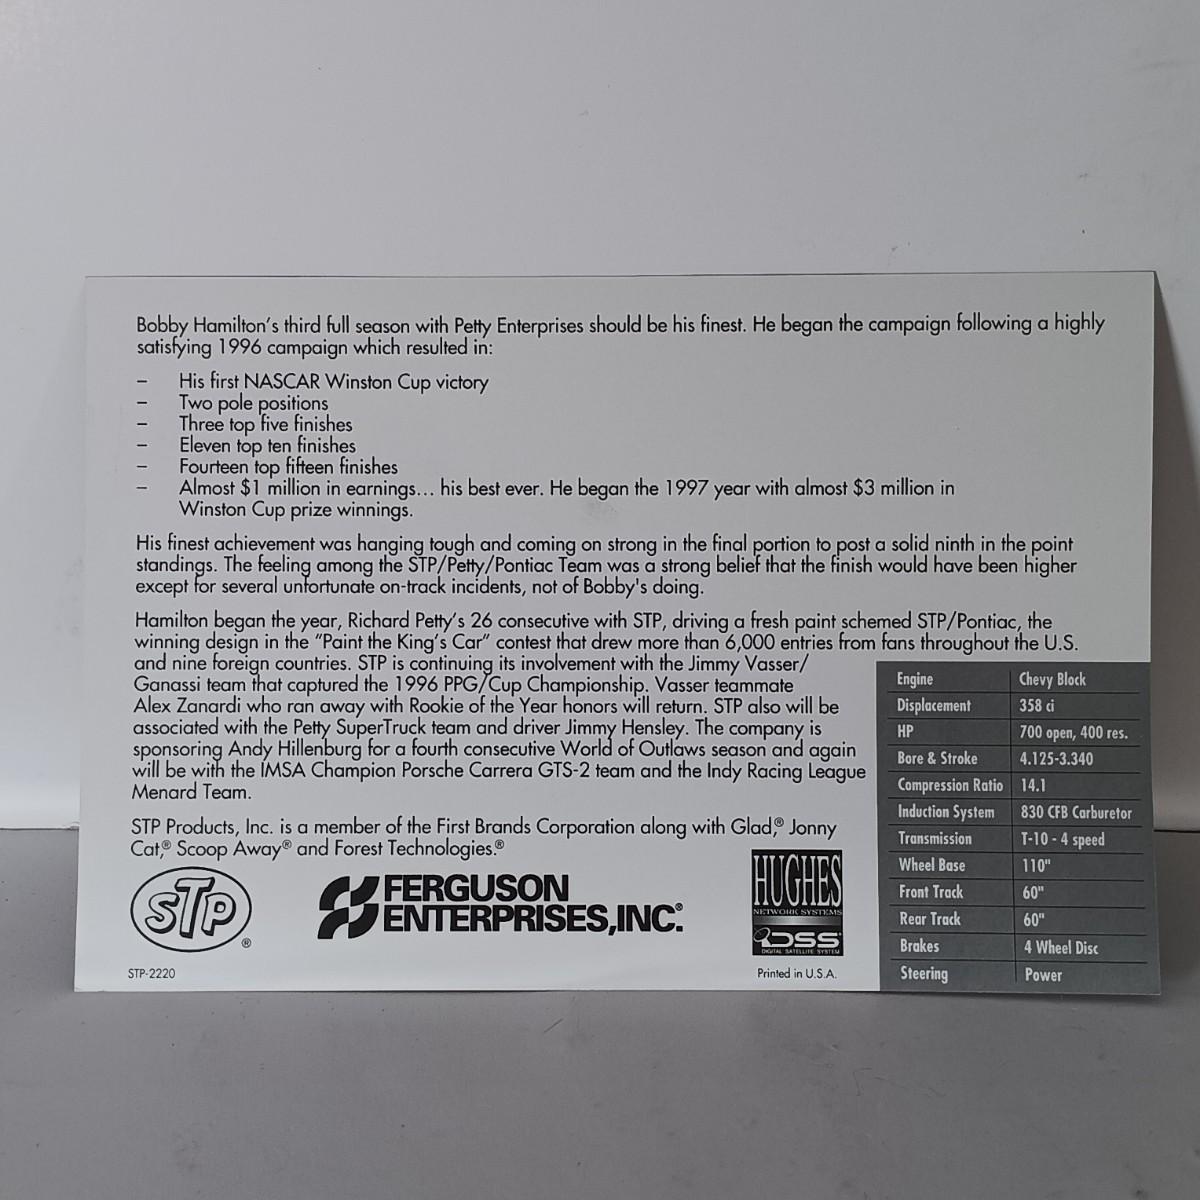 Bobby Hamilton's third full season with Petty Enterprises should be his finest. He began the campaign following a highly
satisfying 1996 campaign which resulted in:
– His first NASCAR Winston Cup victory
– Two pole positions
– Three top five finishes
– Eleven top ten finishes
– Fourteen top fifteen finishes
– Almost $1 million in earnings... his best ever. He began the 1997 year with almost $3 million in
Winston Cup prize winnings.
His finest achievement was hanging tough and coming on strong in the final portion to post a solid ninth in the point
standings. The feeling among the STP/Petty/Pontiac Team was a strong belief that the finish would have been higher
except for several unfortunate on-track incidents, not of Bobby's doing.
Hamilton began the year, Richard Petty's 26 consecutive with STP, driving a fresh paint schemed STP/Pontiac, the
winning design in the "Paint the King's Car" contest that drew more than 6,000 entries from fans throughout the U.S.
and nine foreign countries. STP is continuing its involvement with the Jimmy Vasser/
Ganassi team that captured the 1996 PPG/Cup Championship. Vasser teammate
Alex Zanardi who ran away with Rookie of the Year honors will return. STP also will be
associated with the Petty SuperTruck team and driver Jimmy Hensley. The company is
sponsoring Andy Hillenburg for a fourth consecutive World of Outlaws season and again
will be with the IMSA Champion Porsche Carrera GTS-2 team and the Indy Racing League
Menard Team.
STP Products, Inc. is a member of the First Brands Corporation along with Glad,® Jonny
Cat,® Scoop Away® and Forest Technologies.®
STP®
FERGUSON
ENTERPRISES,INC.®
HUGHES
NETWORK SYSTEMS
DSS®
DIGITAL SATELLITE SYSTEM
STP-2220
Printed in U.S.A.
Engine Chevy Block
Displacement 358 ci
HP 700 open, 400 res.
Bore & Stroke 4.125-3.340
Compression Ratio 14.1
Induction System 830 CFB Carburetor
Transmission T-10 - 4 speed
Wheel Base 110"
Front Track 60"
Rear Track 60"
Brakes 4 Wheel Disc
Steering Power